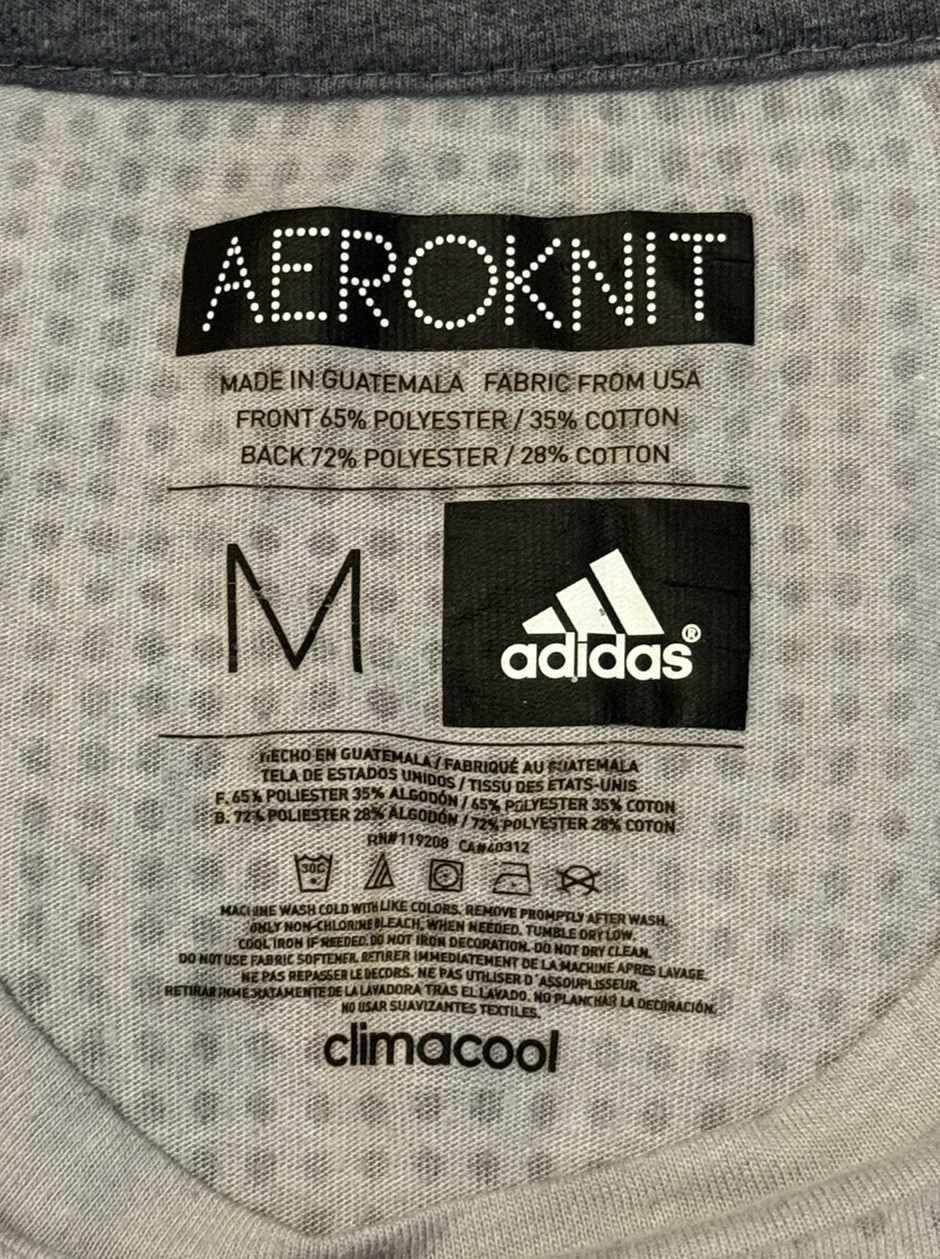 AEROKNIT
MADE IN GUATEMALA FABRIC FROM USA
FRONT 65% POLYESTER / 35% COTTON
BACK 72% POLYESTER / 28% COTTON
M
adidas®
HECHO EN GUATEMALA / FABRIQUÉ AU GUATEMALA
TELA DE ESTADOS UNIDOS / TISSU DES ÉTATS-UNIS
F. 65% POLIESTER 35% ALGODÓN / 65% POLYESTER 35% COTON
B. 72% POLIESTER 28% ALGODÓN / 72% POLYESTER 28% COTON
RN#119208 CA#40312
30C
MACHINE WASH COLD WITH LIKE COLORS. REMOVE PROMPTLY AFTER WASH.
ONLY NON-CHLORINE BLEACH, WHEN NEEDED. TUMBLE DRY LOW.
COOL IRON IF NEEDED. DO NOT IRON DECORATION. DO NOT DRY CLEAN.
DO NOT USE FABRIC SOFTENER. RETIRER IMMEDIATEMENT DE LA MACHINE APRES LAVAGE.
NE PAS REPASSER LE DECORS. NE PAS UTILISER D'ASSOUPLISSEUR.
RETIRAR INMEDIATAMENTE DE LA LAVADORA TRAS EL LAVADO. NO PLANCHAR LA DECORACIÓN.
NO USAR SUAVIZANTES TEXTILES.
climacool